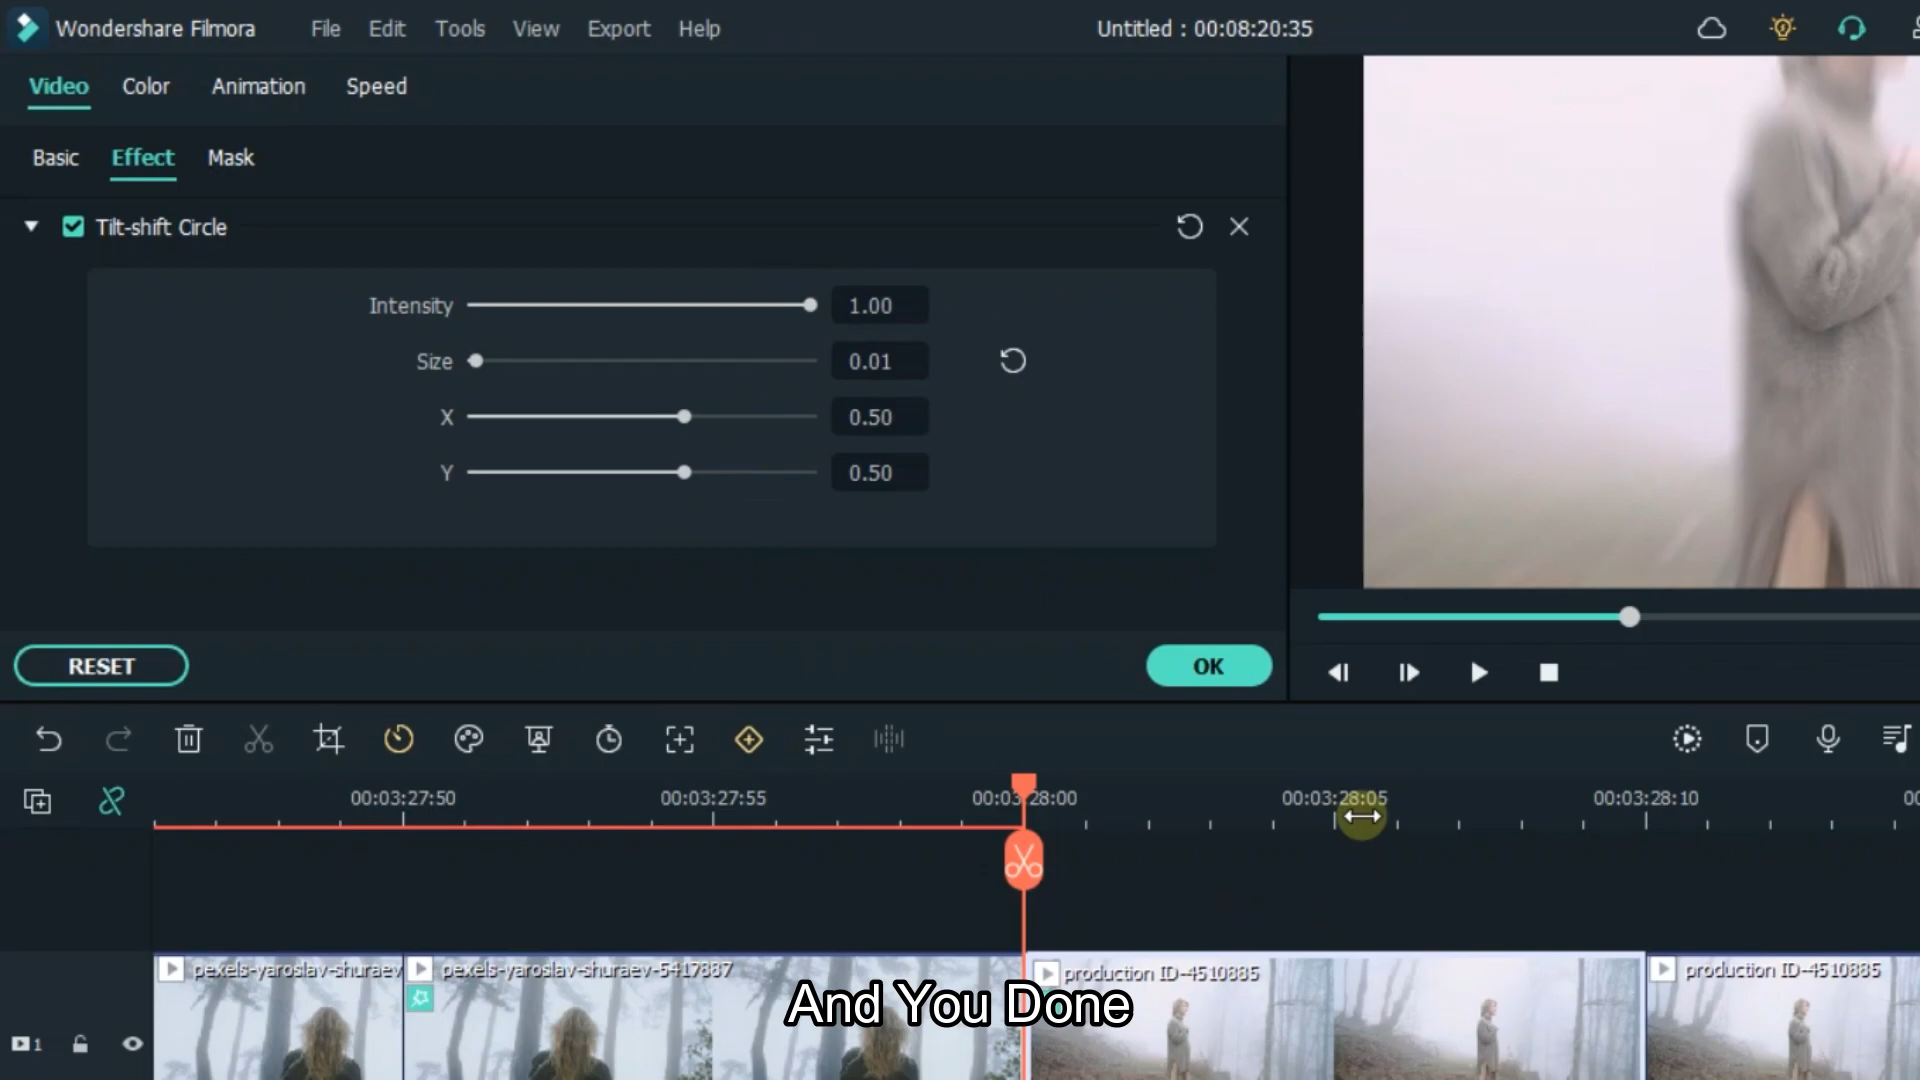 Wondershare Filmora File Edit Tools View Export Help Untitled : 00:08:20:35
Video Color Animation Speed
Basic Effect Mask
Tilt-shift Circle
Intensity 1.00
Size 0.01
X 0.50
Y 0.50
RESET OK
00:03:27:50 00:03:27:55 00:03:28:00 00:03:28:05 00:03:28:10
pexels-yaroslav-shuraev pexels-yaroslav-shuraev-5417887 production ID-4510885 production ID-4510885
And You Done
1